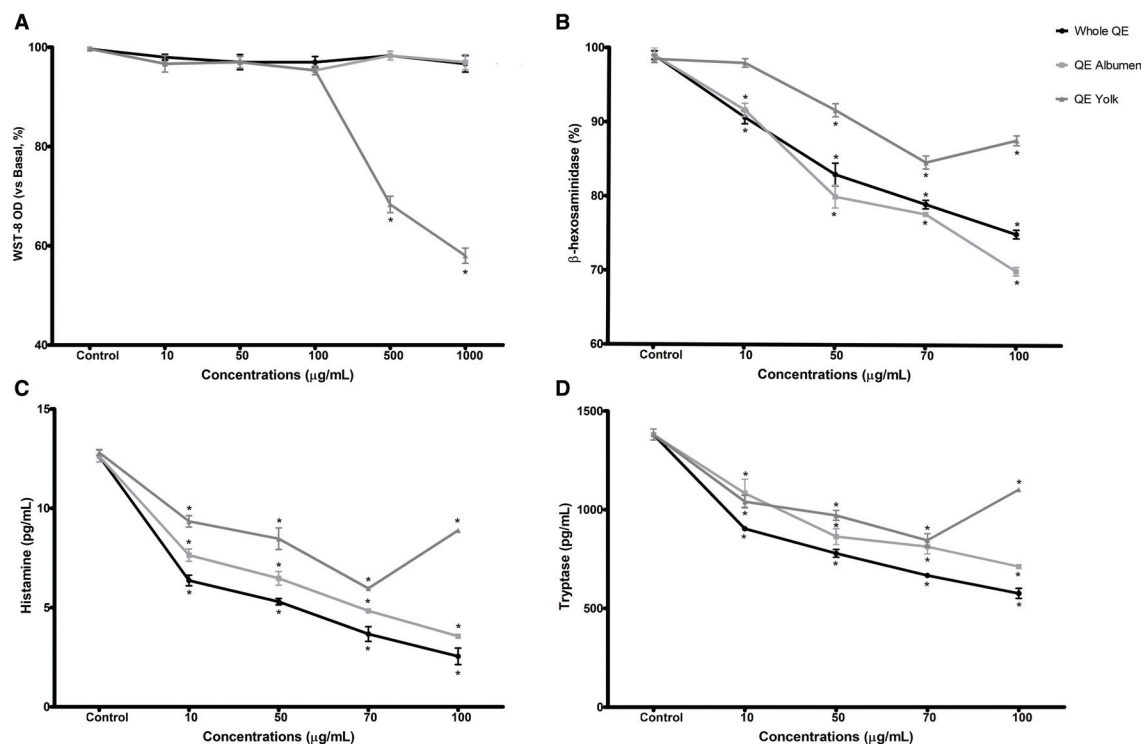 A
WST-8 OD (vs Basal, %)
100
80
60
40
Control 10 50 100 500 1000
Concentrations (μg/mL)
* *
B
β-hexosaminidase (%)
100
90
80
70
60
Control 10 50 70 100
Concentrations (μg/mL)
* * * * * * * * * * *
Whole QE
QE Albumen
QE Yolk
C
Histamine (pg/mL)
15
10
5
0
Control 10 50 70 100
Concentrations (μg/mL)
* * * * * * * * * * * *
D
Tryptase (pg/mL)
1500
1000
500
0
Control 10 50 70 100
Concentrations (μg/mL)
* * * * * * * * * * * *